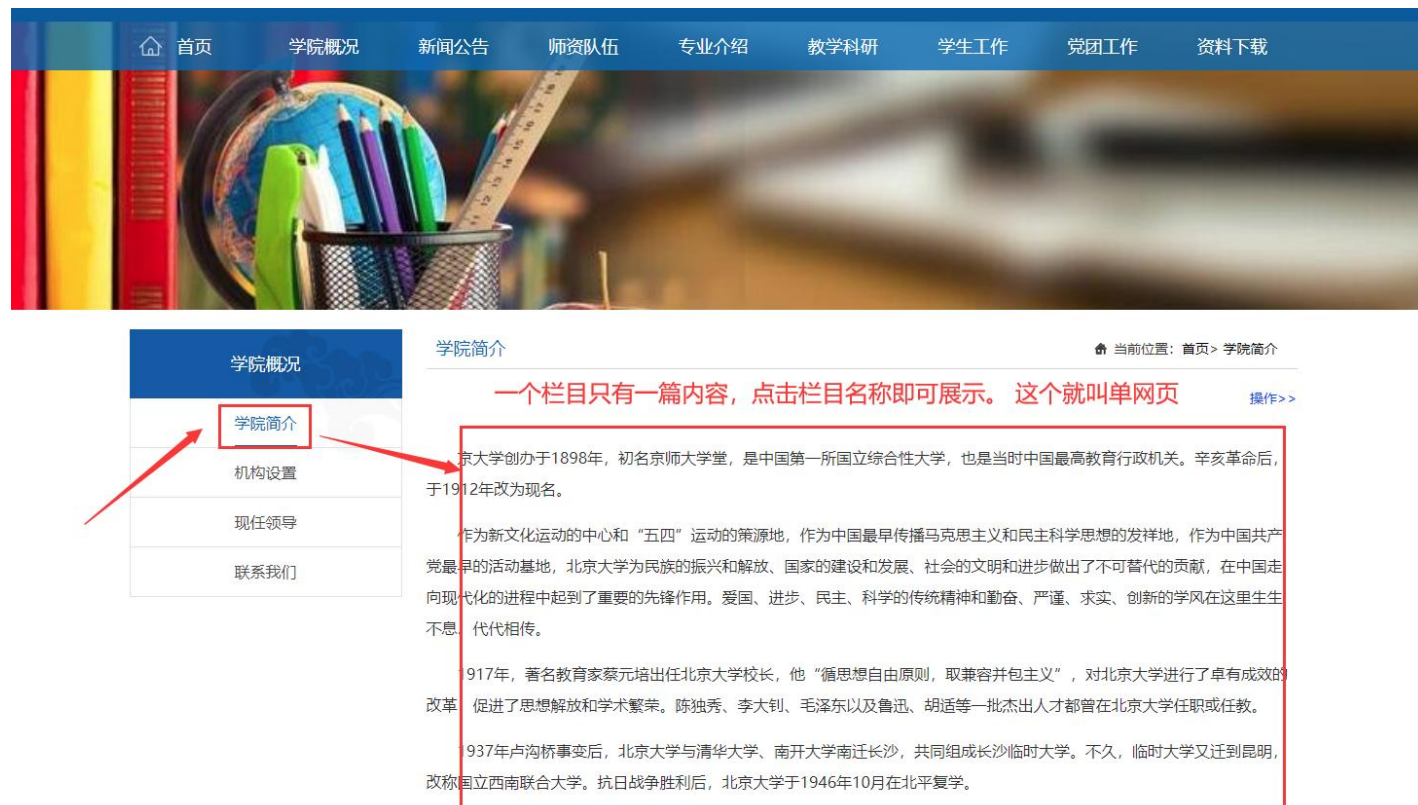 首页 学院概况 新闻公告 师资队伍 专业介绍 教学科研 学生工作 党团工作 资料下载
学院概况
学院简介
机构设置
现任领导
联系我们
学院简介
当前位置：首页> 学院简介
一个栏目只有一篇内容，点击栏目名称即可展示。 这个就叫单网页
操作>>
京大学创办于1898年，初名京师大学堂，是中国第一所国立综合性大学，也是当时中国最高教育行政机关。辛亥革命后，
于1912年改为现名。
作为新文化运动的中心和“五四”运动的策源地，作为中国最早传播马克思主义和民主科学思想的发祥地，作为中国共产
党最早的活动基地，北京大学为民族的振兴和解放、国家的建设和发展、社会的文明和进步做出了不可替代的贡献，在中国走
向现代化的进程中起到了重要的先锋作用。爱国、进步、民主、科学的传统精神和勤奋、严谨、求实、创新的学风在这里生生
不息、代代相传。
1917年，著名教育家蔡元培出任北京大学校长，他“循思想自由原则，取兼容并包主义”，对北京大学进行了卓有成效的
改革，促进了思想解放和学术繁荣。陈独秀、李大钊、毛泽东以及鲁迅、胡适等一批杰出人才都曾在北京大学任职或任教。
1937年卢沟桥事变后，北京大学与清华大学、南开大学南迁长沙，共同组成长沙临时大学。不久，临时大学又迁到昆明，
改称国立西南联合大学。抗日战争胜利后，北京大学于1946年10月在北平复学。